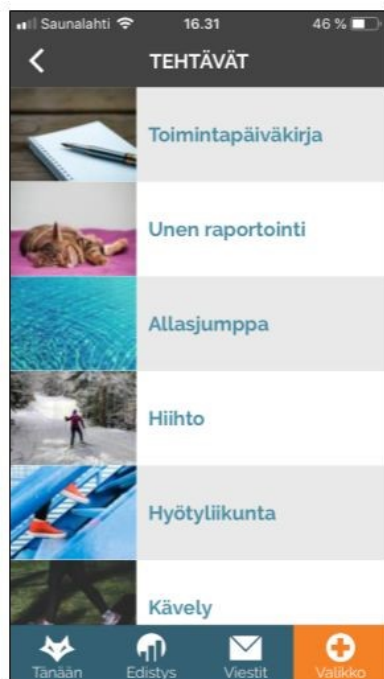 Saunalahti 16.31 46 %
TEHTÄVÄT
Toimintapäiväkirja
Unen raportointi
Allasjumppa
Hiihto
Hyötyliikunta
Kävely
Tänään Edistys Viestit Valikko